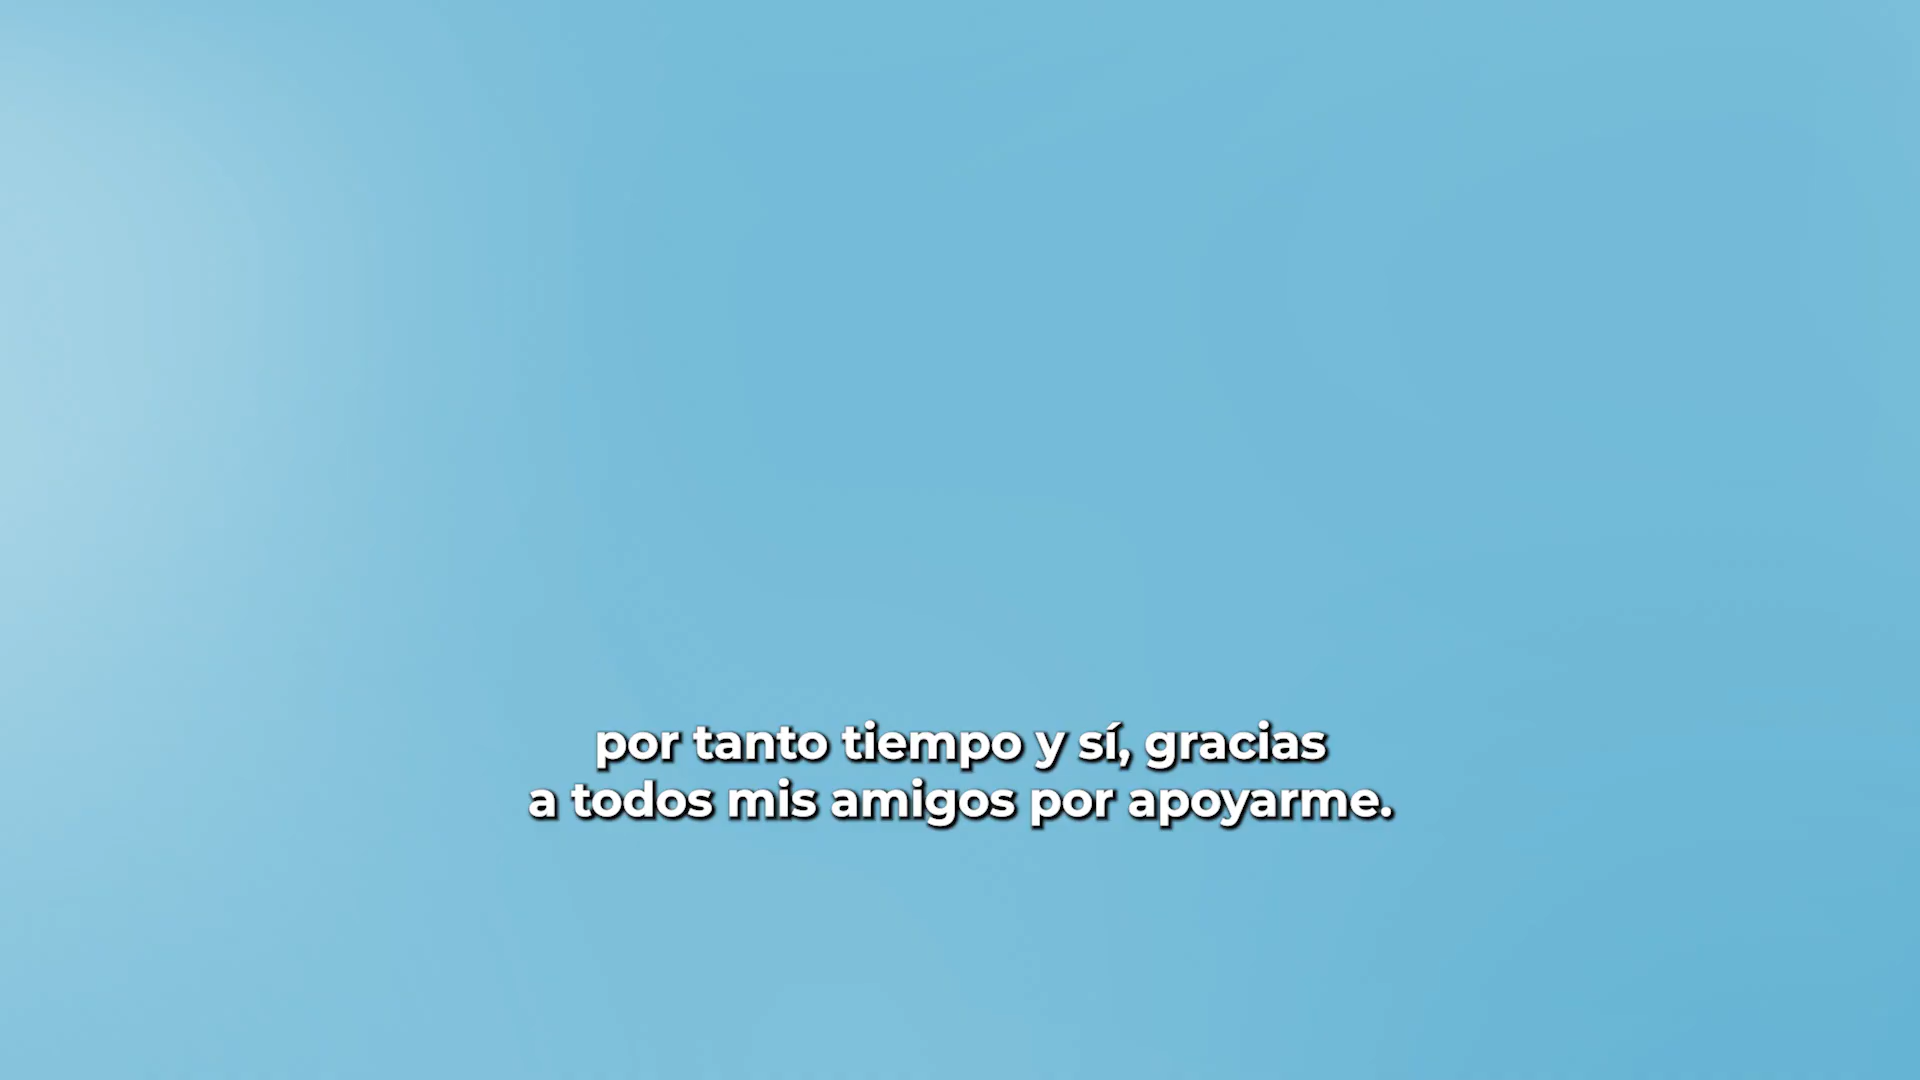 por tanto tiempo y sí, gracias
a todos mis amigos por apoyarme.